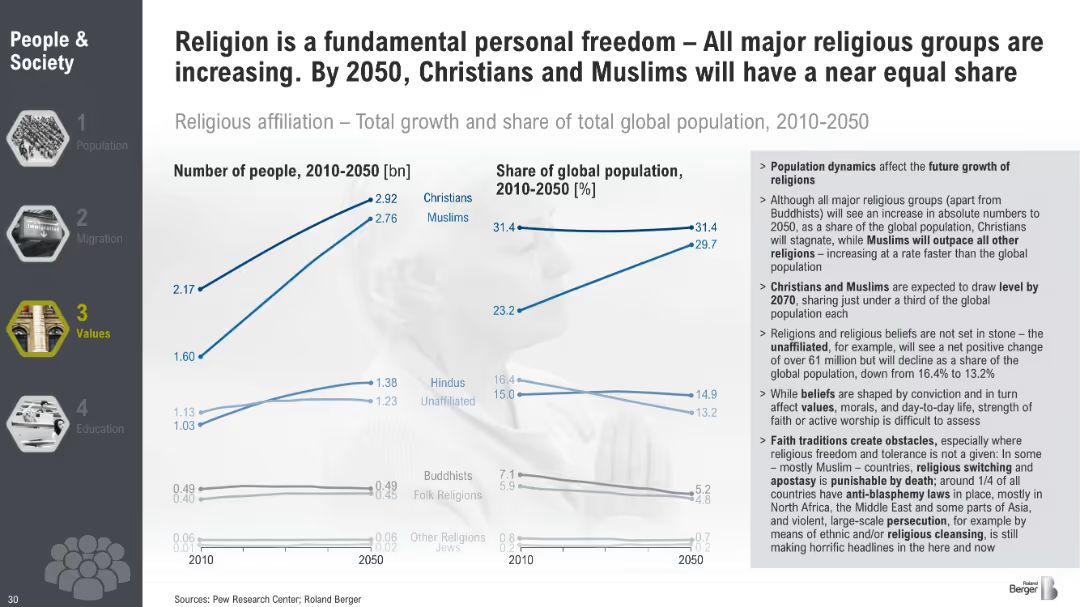 People &
Society
1
Population
2
Migration
3
Values
4
Education
30
Religion is a fundamental personal freedom – All major religious groups are
increasing. By 2050, Christians and Muslims will have a near equal share
Religious affiliation – Total growth and share of total global population, 2010-2050
Number of people, 2010-2050 [bn]
2.92
Christians
2.76
Muslims
2.17
1.60
1.38
Hindus
1.23
Unaffiliated
1.13
1.03
Buddhists
0.49
0.49
Folk Religions
0.40
0.45
Other Religions
0.06
0.06
Jews
0.01
0.02
2010
2050
Share of global population,
2010-2050 [%]
31.4
31.4
29.7
23.2
16.4
15.0
14.9
13.2
7.1
5.9
5.2
4.8
0.8
0.7
0.2
0.2
2010
2050
> Population dynamics affect the future growth of
religions
> Although all major religious groups (apart from
Buddhists) will see an increase in absolute numbers to
2050, as a share of the global population, Christians
will stagnate, while Muslims will outpace all other
religions – increasing at a rate faster than the global
population
> Christians and Muslims are expected to draw level by
2070, sharing just under a third of the global
population each
> Religions and religious beliefs are not set in stone – the
unaffiliated, for example, will see a net positive change
of over 61 million but will decline as a share of the
global population, down from 16.4% to 13.2%
> While beliefs are shaped by conviction and in turn
affect values, morals, and day-to-day life, strength of
faith or active worship is difficult to assess
> Faith traditions create obstacles, especially where
religious freedom and tolerance is not a given: In some
– mostly Muslim – countries, religious switching and
apostasy is punishable by death; around 1/4 of all
countries have anti-blasphemy laws in place, mostly in
North Africa, the Middle East and some parts of Asia,
and violent, large-scale persecution, for example by
means of ethnic and/or religious cleansing, is still
making horrific headlines in the here and now
Sources: Pew Research Center; Roland Berger
Roland
Berger